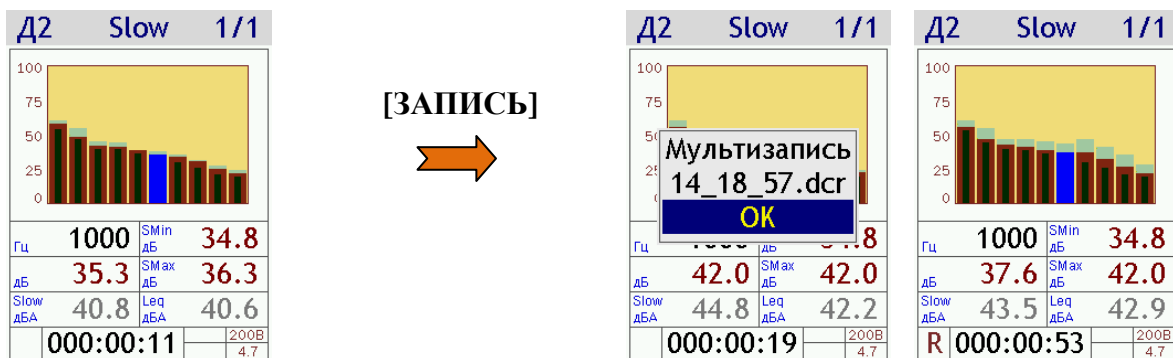 Д2 Slow 1/1
100
75
50
25
0
Гц 1000 SMin дБ 34.8
дБ 35.3 SMax дБ 36.3
Slow дБА 40.8 Leq дБА 40.6
000:00:11 200В 4.7
[ЗАПИСЬ]
Д2 Slow 1/1
100
75
Мультизапись
14_18_57.dcr
OK
0
Гц дБ .8
дБ 42.0 SMax дБ 42.0
Slow дБА 44.8 Leq дБА 42.2
000:00:19 200В 4.7
Д2 Slow 1/1
100
75
50
25
0
Гц 1000 SMin дБ 34.8
дБ 37.6 SMax дБ 42.0
Slow дБА 43.5 Leq дБА 42.9
R 000:00:53 200В 4.7